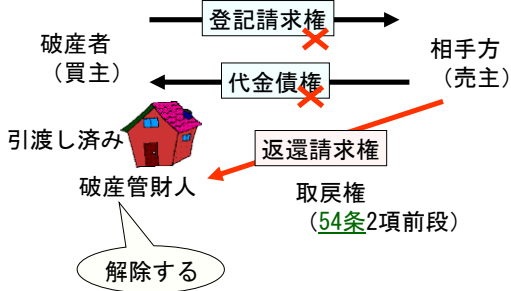 登記請求権
破産者
（買主）
相手方
（売主）
代金債権
引渡し済み
返還請求権
破産管財人
取戻権
（54条2項前段）
解除する